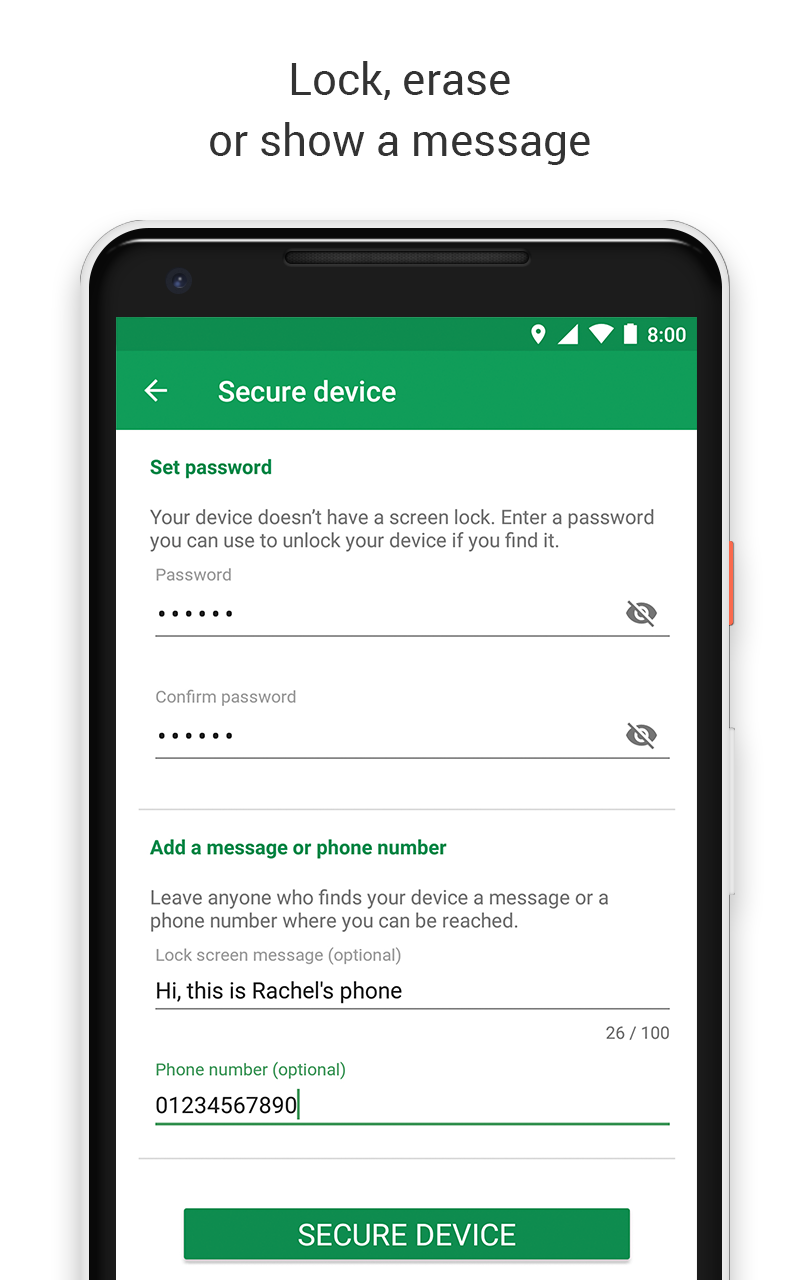 Lock, erase
or show a message
8:00
Secure device
Set password
Your device doesn’t have a screen lock. Enter a password
you can use to unlock your device if you find it.
Password
••••••
Confirm password
••••••
Add a message or phone number
Leave anyone who finds your device a message or a
phone number where you can be reached.
Lock screen message (optional)
Hi, this is Rachel's phone
26 / 100
Phone number (optional)
01234567890
SECURE DEVICE